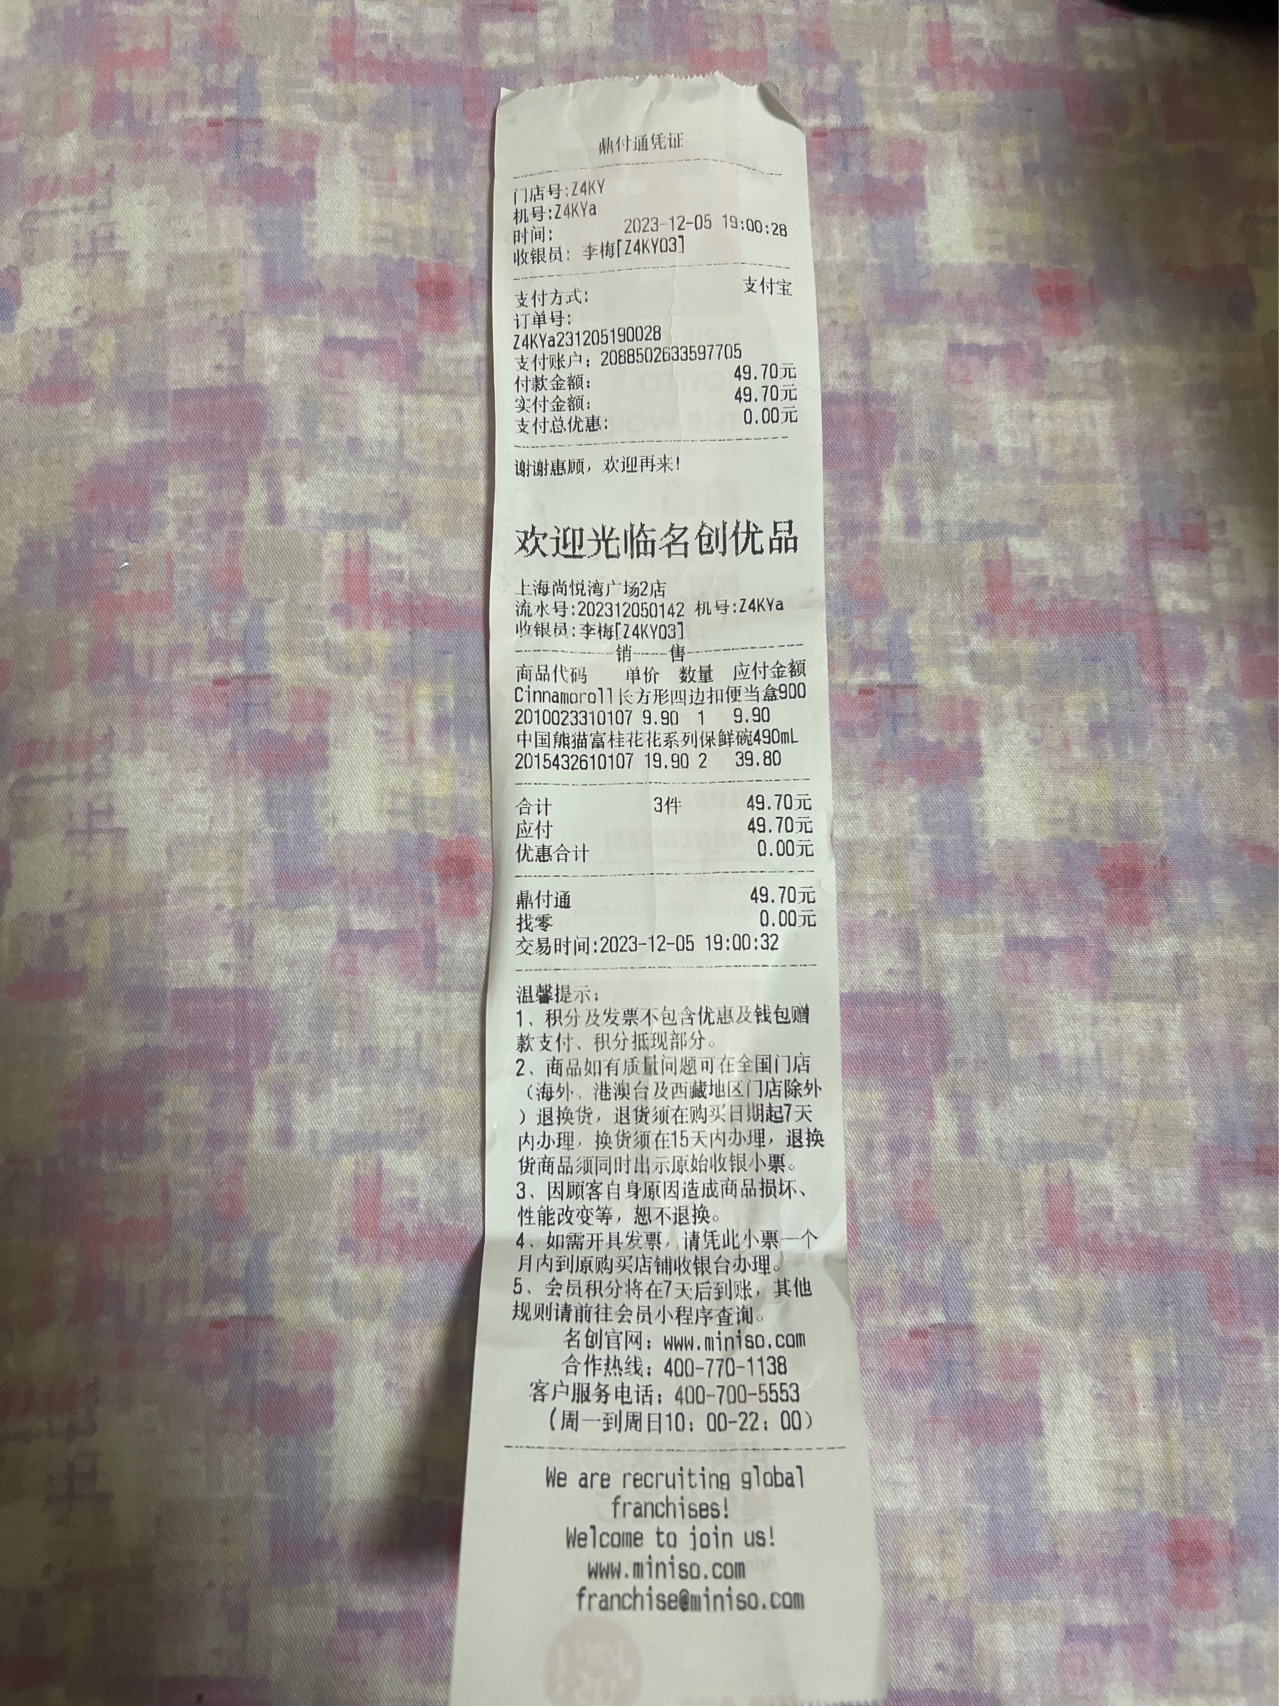 鼎付通凭证
门店号:Z4KY
机号:Z4KYa
时间: 2023-12-05 19:00:28
收银员: 李梅[Z4KY03]
支付方式: 支付宝
订单号:
Z4KYa231205190028
支付账户: 2088502633597705
付款金额: 49.70元
实付金额: 49.70元
支付总优惠: 0.00元
谢谢惠顾，欢迎再来!
欢迎光临名创优品
上海尚悦湾广场2店
流水号:202312050142 机号:Z4KYa
收银员:李梅[Z4KY03]
销 售
商品代码 单价 数量 应付金额
Cinnamoroll长方形四边扣便当盒900
2010023310107 9.90 1 9.90
中国熊猫富桂花花系列保鲜碗490mL
2015432610107 19.90 2 39.80
合计 3件 49.70元
应付 49.70元
优惠合计 0.00元
鼎付通 49.70元
找零 0.00元
交易时间:2023-12-05 19:00:32
温馨提示:
1、积分及发票不包含优惠及钱包赠
款支付、积分抵现部分。
2、商品如有质量问题可在全国门店
（海外、港澳台及西藏地区门店除外
）退换货，退货须在购买日期起7天
内办理，换货须在15天内办理，退换
货商品须同时出示原始收银小票。
3、因顾客自身原因造成商品损坏、
性能改变等，恕不退换。
4、如需开具发票，请凭此小票一个
月内到原购买店铺收银台办理。
5、会员积分将在7天后到账，其他
规则请前往会员小程序查询。
名创官网: www.miniso.com
合作热线: 400-770-1138
客户服务电话: 400-700-5553
（周一到周日10: 00-22: 00）
We are recruiting global
franchises!
Welcome to join us!
www.miniso.com
franchise@miniso.com